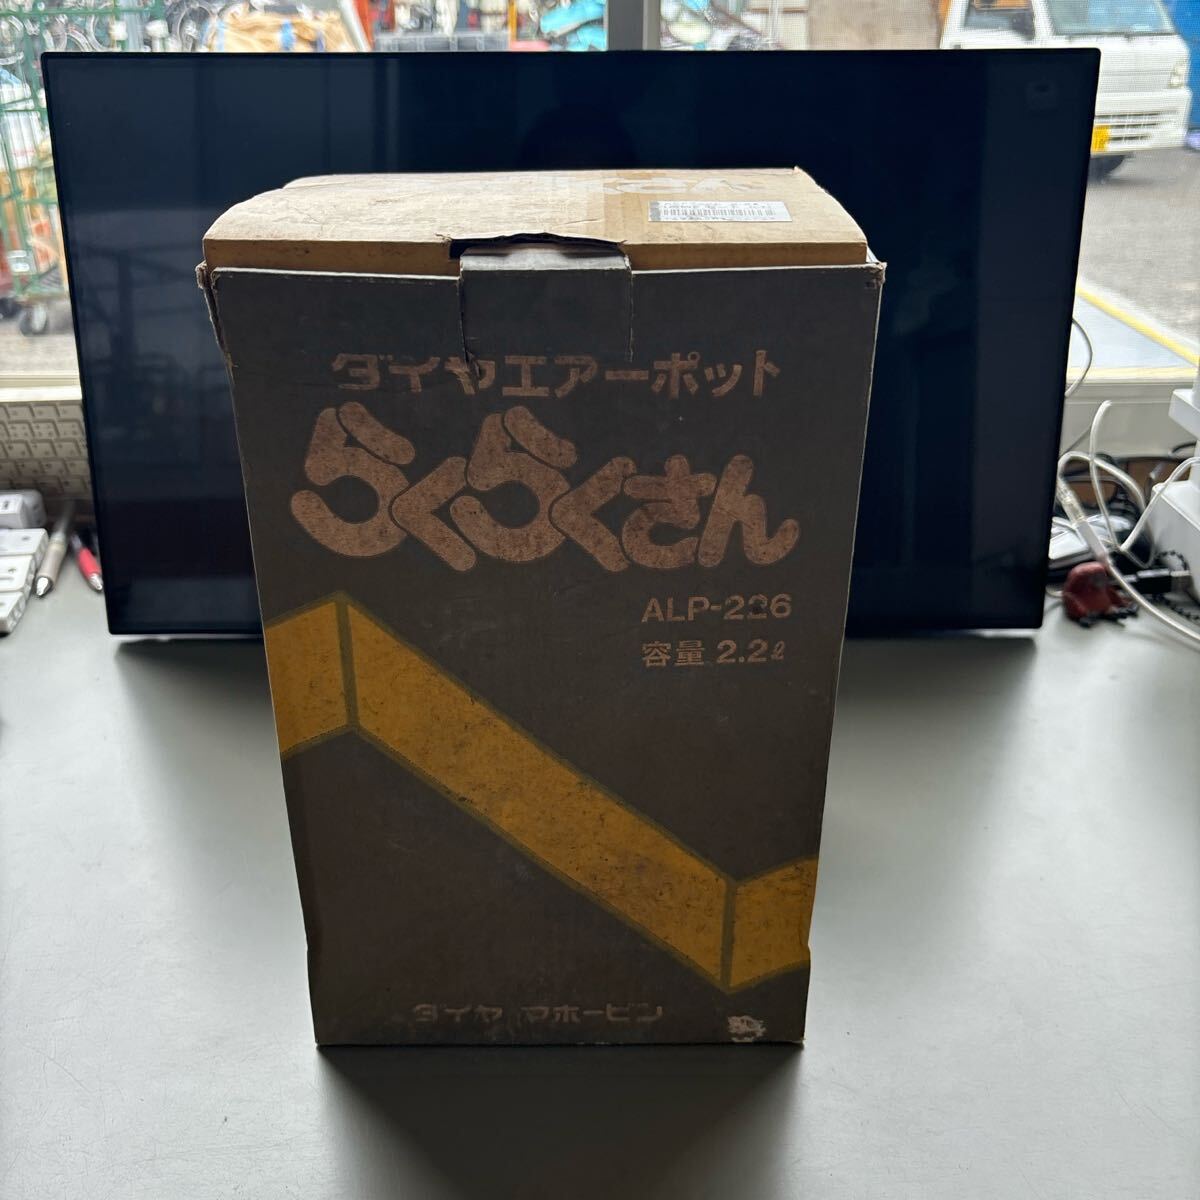 ダイヤエアーポット
らくらくさん
ALP-226
容量 2.2ℓ
ダイヤ マホービン